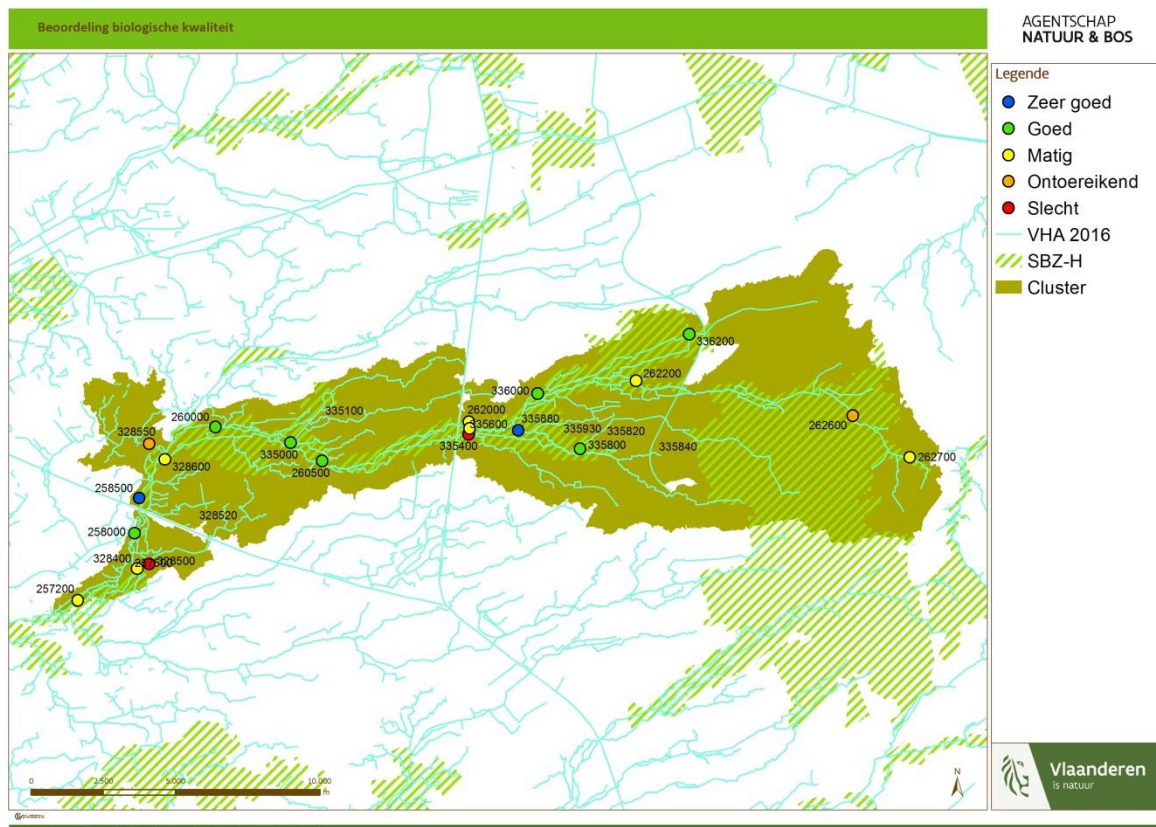 Beoordeling biologische kwaliteit
AGENTSCHAP
NATUUR & BOS
Legende
Zeer goed
Goed
Matig
Ontoereikend
Slecht
VHA 2016
SBZ-H
Cluster
336200
262200
336000
335100
260000
262000
335880
335600
335930
335820
328550
335000
335400
335800
335840
262600
328600
260500
262700
258500
328520
258000
328400
328500
257200
0
2.500
5.000
10.000
m
N
Vlaanderen
is natuur